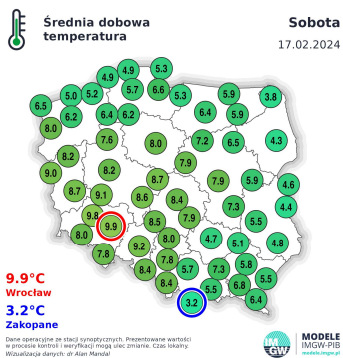 Średnia dobowa
temperatura
Sobota
17.02.2024
4.9 4.9 5.3
6.5 5.0 5.2 5.7 6.6 5.3 5.9 3.8
6.2 6.4 6.2 6.4 5.9
8.0 7.6 8.0 7.2 6.5 4.3
8.2 7.9
9.0 8.2 8.7 7.9 5.9 4.6
8.7 9.1 8.6 8.4 7.3 4.4
9.8 9.9 8.5 7.9 5.5
8.0 8.0 4.7 5.1 4.8
7.8 9.2 7.8
8.4 5.7 7.3 5.8 5.5
8.4 5.5 6.8
3.2 6.4
9.9°C
Wrocław
3.2°C
Zakopane
Dane operacyjne ze stacji synoptycznych. Prezentowane wartości
w procesie kontroli i weryfikacji mogą ulec zmianie. Czas lokalny.
Wizualizacja danych: dr Alan Mandal
IM
GW
MODELE
IMGW-PIB
www.modele.imgw.pl